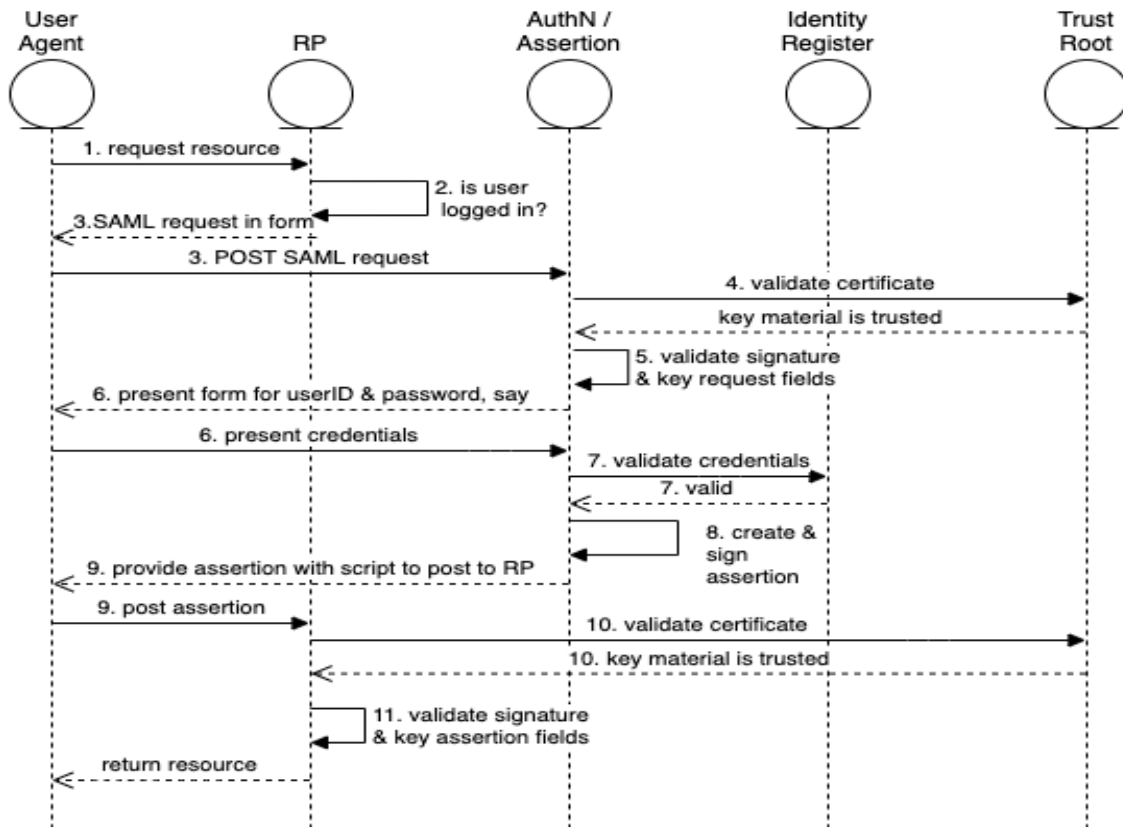 User
Agent
RP
AuthN /
Assertion
Identity
Register
Trust
Root
1. request resource
2. is user
logged in?
3.SAML request in form
3. POST SAML request
4. validate certificate
key material is trusted
5. validate signature
& key request fields
6. present form for userID & password, say
6. present credentials
7. validate credentials
7. valid
8. create &
sign
assertion
9. provide assertion with script to post to RP
9. post assertion
10. validate certificate
10. key material is trusted
11. validate signature
& key assertion fields
return resource